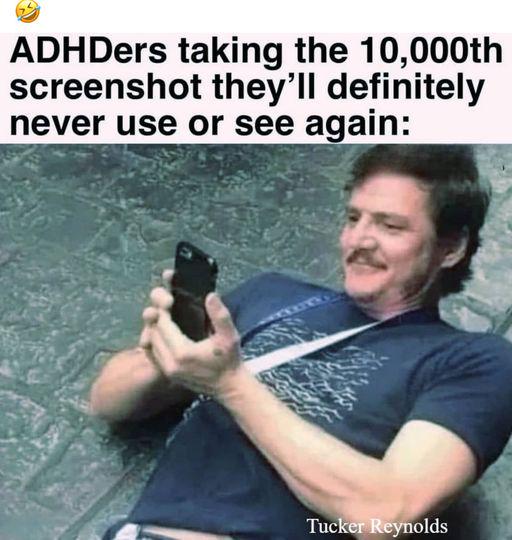 🤣
ADHDers taking the 10,000th
screenshot they’ll definitely
never use or see again:
Tucker Reynolds